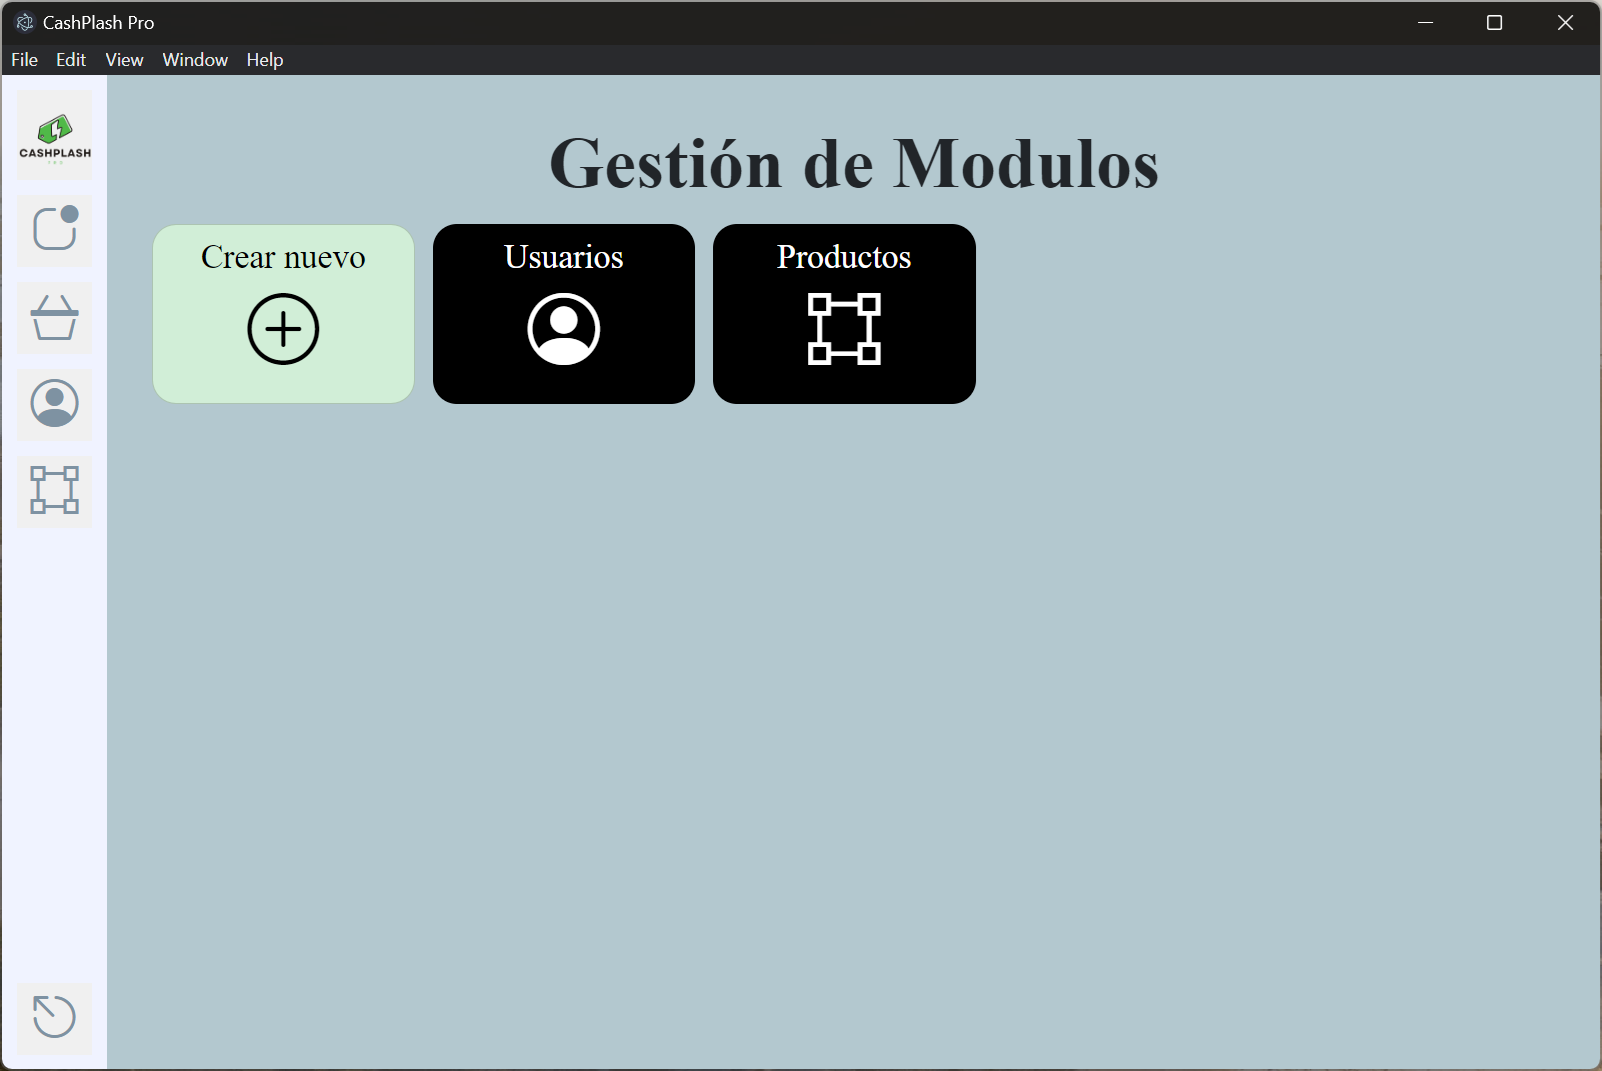 CashPlash Pro
File Edit View Window Help
CASHPLASH
Gestión de Modulos
Crear nuevo
Usuarios
Productos